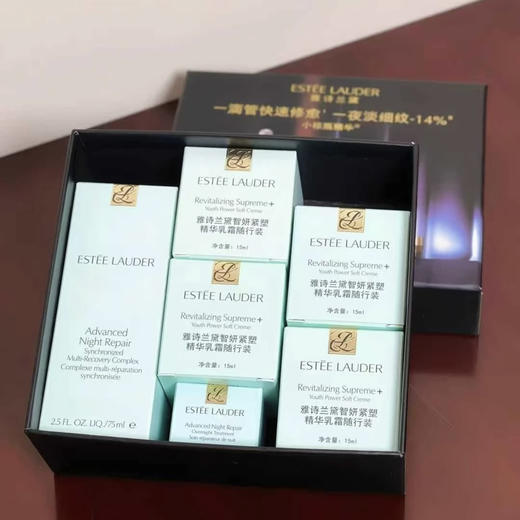 ESTĒE LAUDER
雅诗兰黛
一滴管快速修愈，一夜淡细纹-14%*
ESTĒE LAUDER
Advanced
Night Repair
Synchronized
Multi-Recovery Complex
Complexe multi-réparation
synchronisée
2.5 FL. OZ. LIQ./75ml e
ESTĒE LAUDER
Revitalizing Supreme+
Youth Power Soft Creme
雅诗兰黛智妍紧塑
精华乳霜随行装
净含量：15ml
ESTĒE LAUDER
Revitalizing Supreme+
Youth Power Soft Creme
雅诗兰黛智妍紧塑
精华乳霜随行装
净含量：15ml
ESTĒE LAUDER
Revitalizing Supreme+
Youth Power Soft Creme
雅诗兰黛智妍紧塑
精华乳霜随行装
净含量：15ml
ESTĒE LAUDER
Revitalizing Supreme+
Youth Power Soft Creme
雅诗兰黛智妍紧塑
精华乳霜随行装
净含量：15ml
ESTĒE LAUDER
Advanced Night Repair
Overnight Treatment
Soin réparateur de nuit